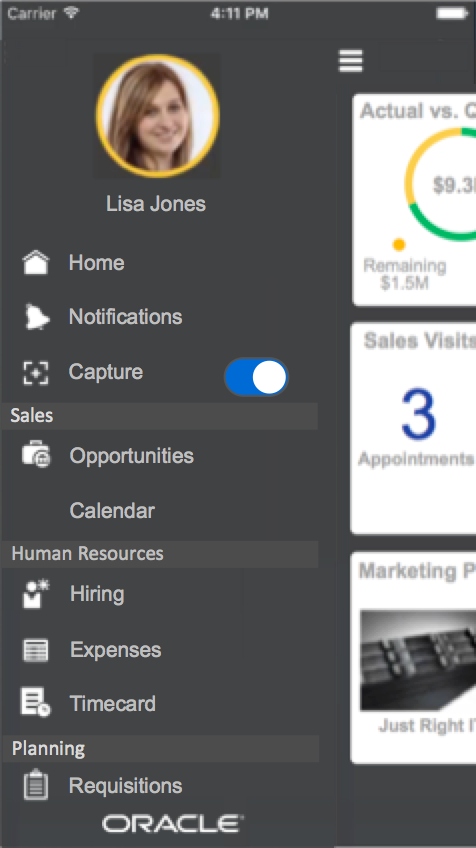 Carrier 4:11 PM
Lisa Jones
Home
Notifications
Capture
Sales
Opportunities
Calendar
Human Resources
Hiring
Expenses
Timecard
Planning
Requisitions
ORACLE
Actual vs. Q
$9.3
Remaining
$1.5M
Sales Visits
3
Appointments
Marketing P
Just Right I